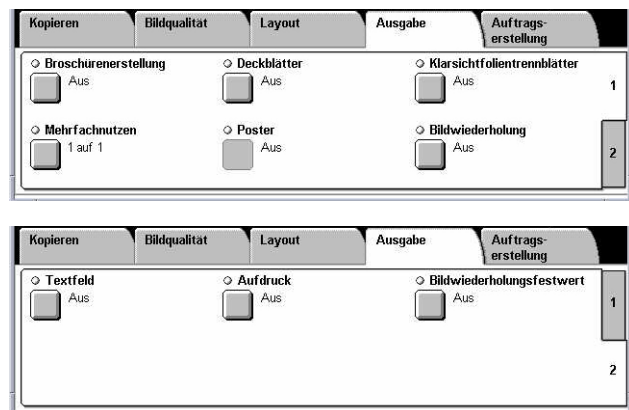 Kopieren Bildqualität Layout Ausgabe Auftrags-
erstellung
Broschürenerstellung Deckblätter Klarsichtfolientrennblätter
Aus Aus Aus 1
Mehrfachnutzen Poster Bildwiederholung
1 auf 1 Aus Aus 2
Kopieren Bildqualität Layout Ausgabe Auftrags-
erstellung
Textfeld Aufdruck Bildwiederholungsfestwert
Aus Aus Aus 1
2